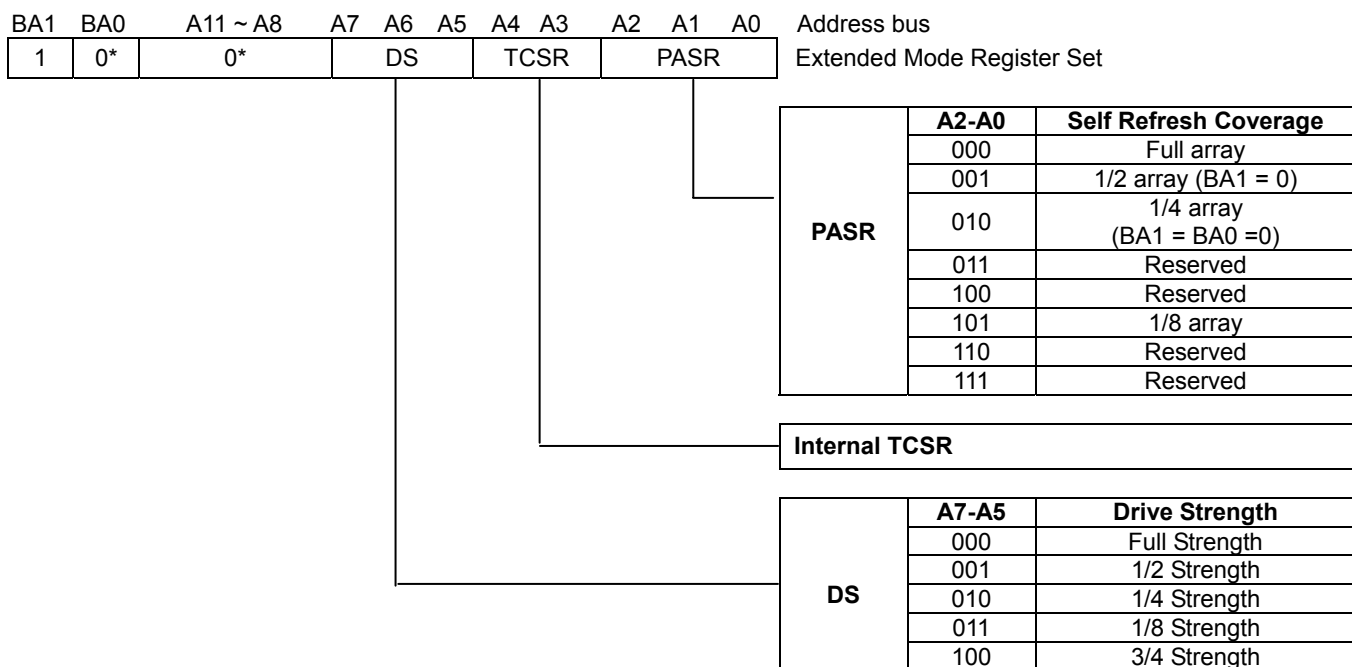 BA1 BA0 A11 ~ A8 A7 A6 A5 A4 A3 A2 A1 A0 Address bus
1 0* 0* DS TCSR PASR Extended Mode Register Set
A2-A0 Self Refresh Coverage
000 Full array
001 1/2 array (BA1 = 0)
PASR 010 1/4 array
(BA1 = BA0 =0)
011 Reserved
100 Reserved
101 1/8 array
110 Reserved
111 Reserved
Internal TCSR
A7-A5 Drive Strength
000 Full Strength
001 1/2 Strength
DS 010 1/4 Strength
011 1/8 Strength
100 3/4 Strength